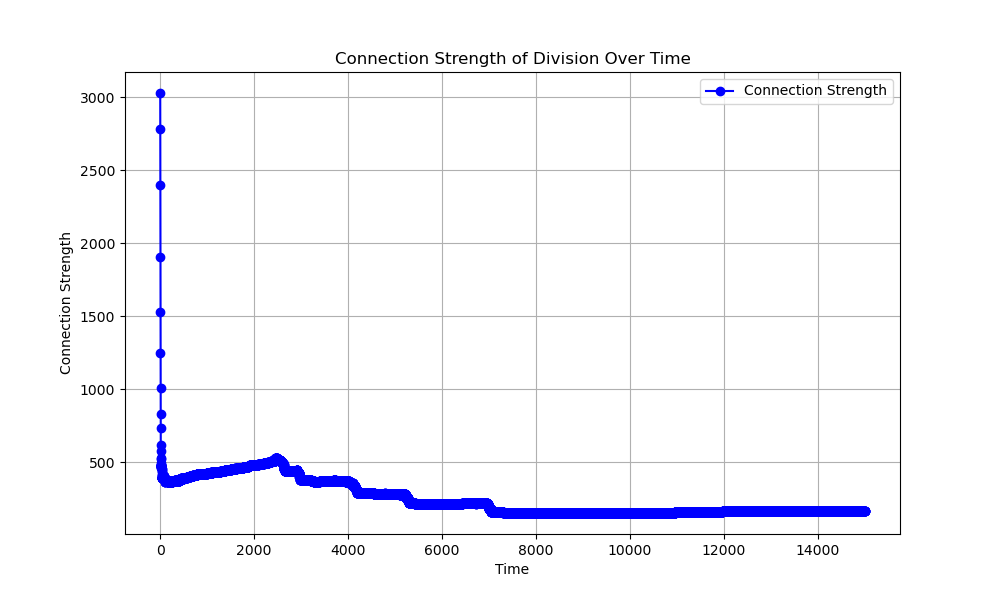 Connection Strength of Division Over Time
Connection Strength
3000
2500
2000
1500
1000
500
Connection Strength
0 2000 4000 6000 8000 10000 12000 14000
Time